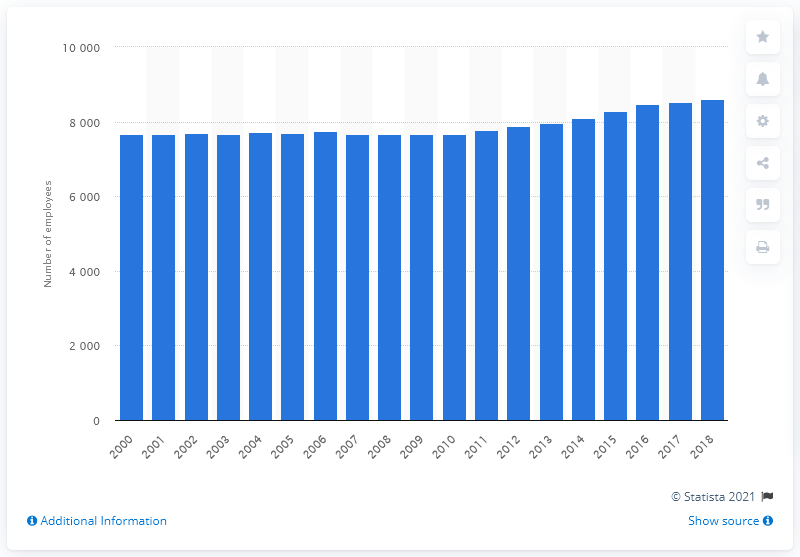 10 000
8 000
6 000
4 000
2 000
0
Number of employees
2000 2001 2002 2003 2004 2005 2006 2007 2008 2009 2010 2011 2012 2013 2014 2015 2016 2017 2018
© Statista 2021
Additional Information
Show source